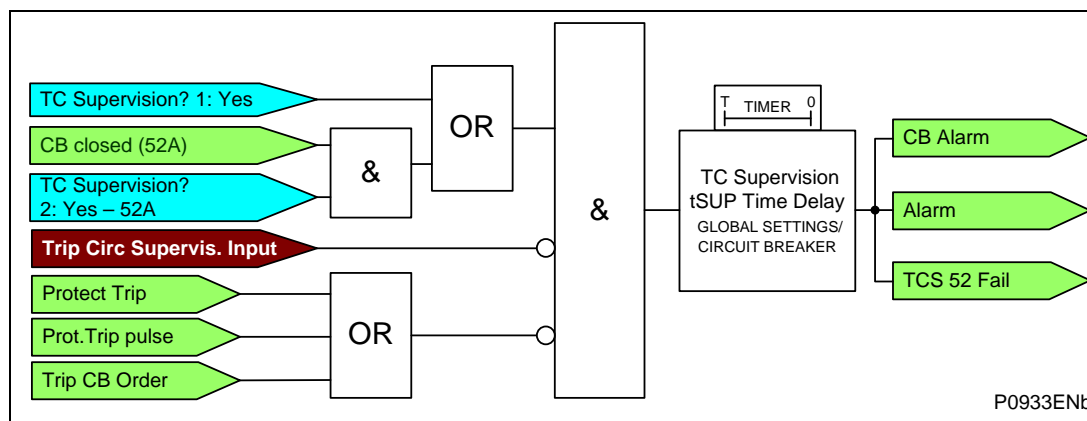 TC Supervision? 1: Yes
CB closed (52A)
TC Supervision?
2: Yes – 52A
Trip Circ Supervis. Input
Protect Trip
Prot.Trip pulse
Trip CB Order
&
OR
OR
&
T TIMER 0
TC Supervision
tSUP Time Delay
GLOBAL SETTINGS/
CIRCUIT BREAKER
CB Alarm
Alarm
TCS 52 Fail
P0933ENb